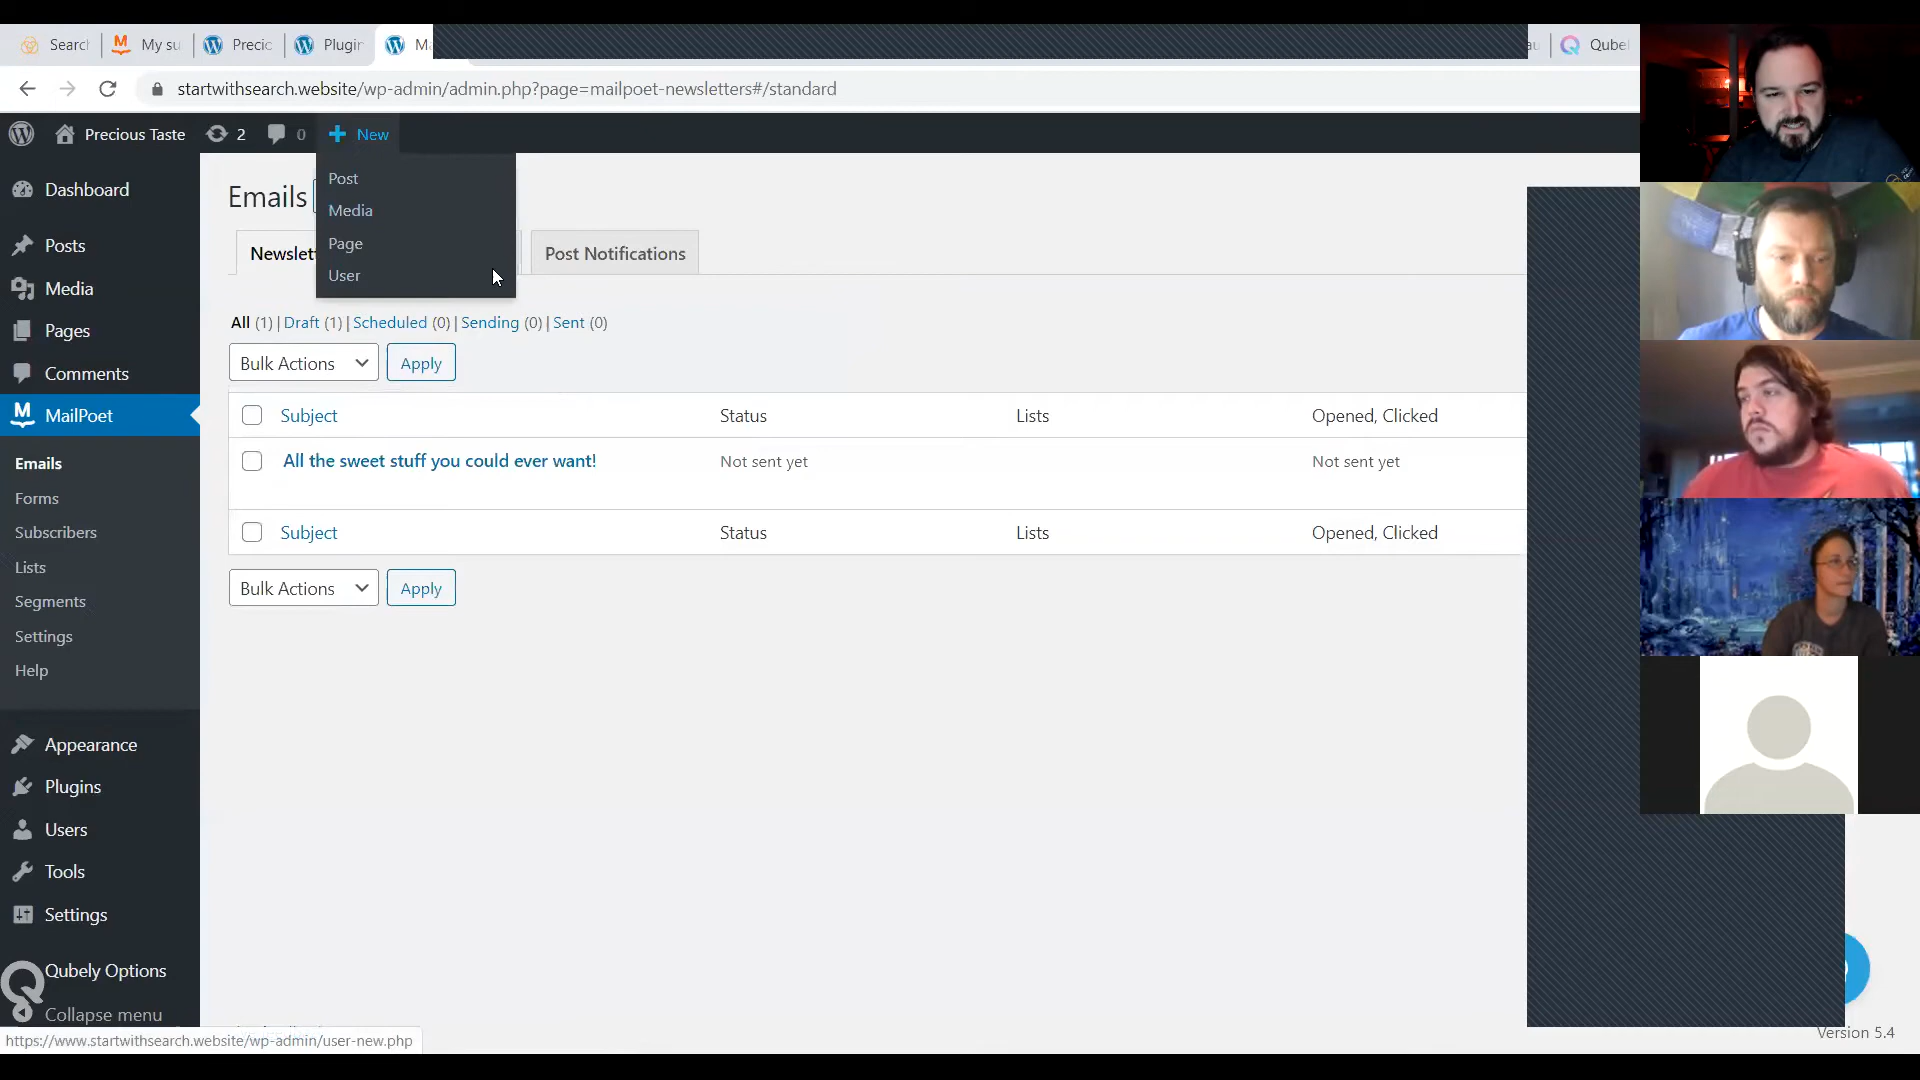 Search
My su
Precio
Plugin
M
Qubel
startwithsearch.website/wp-admin/admin.php?page=mailpoet-newsletters#/standard
Precious Taste
2
0
New
Post
Media
Page
User
Dashboard
Posts
Media
Pages
Comments
MailPoet
Emails
Forms
Subscribers
Lists
Segments
Settings
Help
Appearance
Plugins
Users
Tools
Settings
Qubely Options
Collapse menu
Emails
Newslett
Post Notifications
All (1) | Draft (1) | Scheduled (0) | Sending (0) | Sent (0)
Bulk Actions
Apply
Subject Status Lists Opened, Clicked
All the sweet stuff you could ever want! Not sent yet Not sent yet
Subject Status Lists Opened, Clicked
Bulk Actions
Apply
https://www.startwithsearch.website/wp-admin/user-new.php
Version 5.4